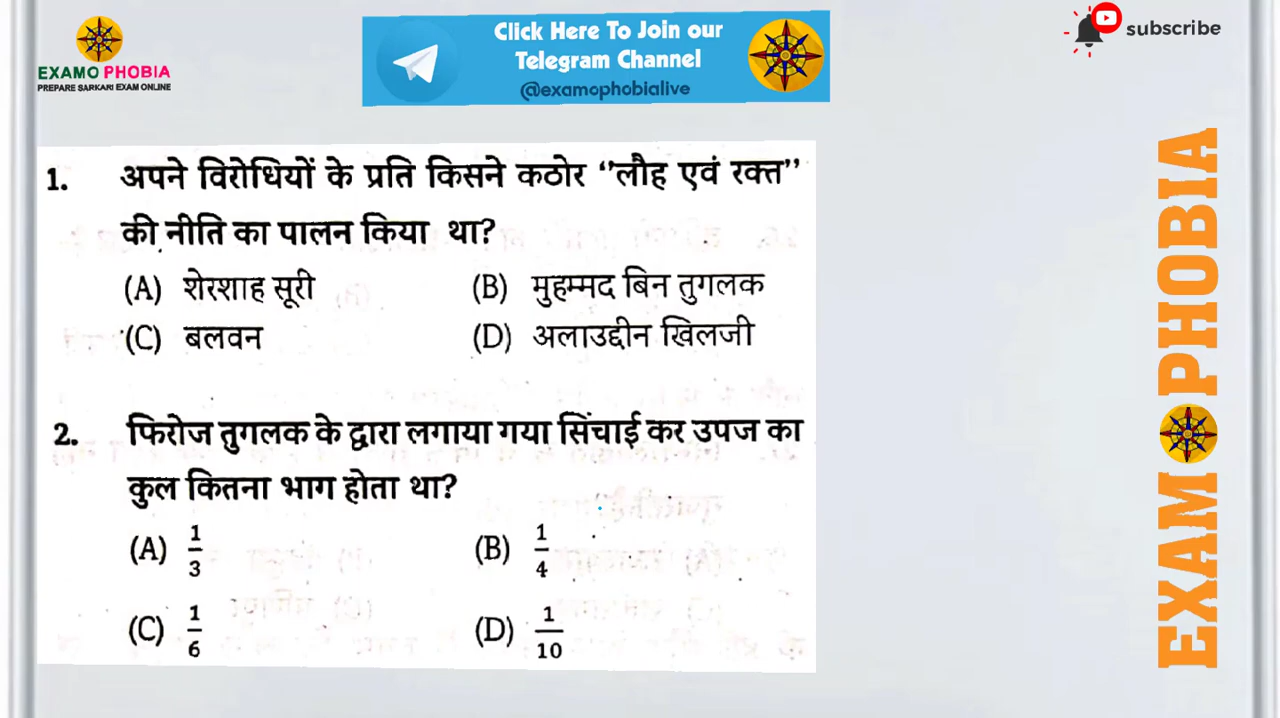 EXAMO PHOBIA
PREPARE SARKARI EXAM ONLINE
Click Here To Join our
Telegram Channel
@examophobialive
subscribe
1. अपने विरोधियों के प्रति किसने कठोर ‘‘लौह एवं रक्त’’
की नीति का पालन किया था?
(A) शेरशाह सूरी (B) मुहम्मद बिन तुगलक
(C) बलवन (D) अलाउद्दीन खिलजी
2. फिरोज तुगलक के द्वारा लगाया गया सिंचाई कर उपज का
कुल कितना भाग होता था?
(A) 1/3 (B) 1/4
(C) 1/6 (D) 1/10
EXAM PHOBIA